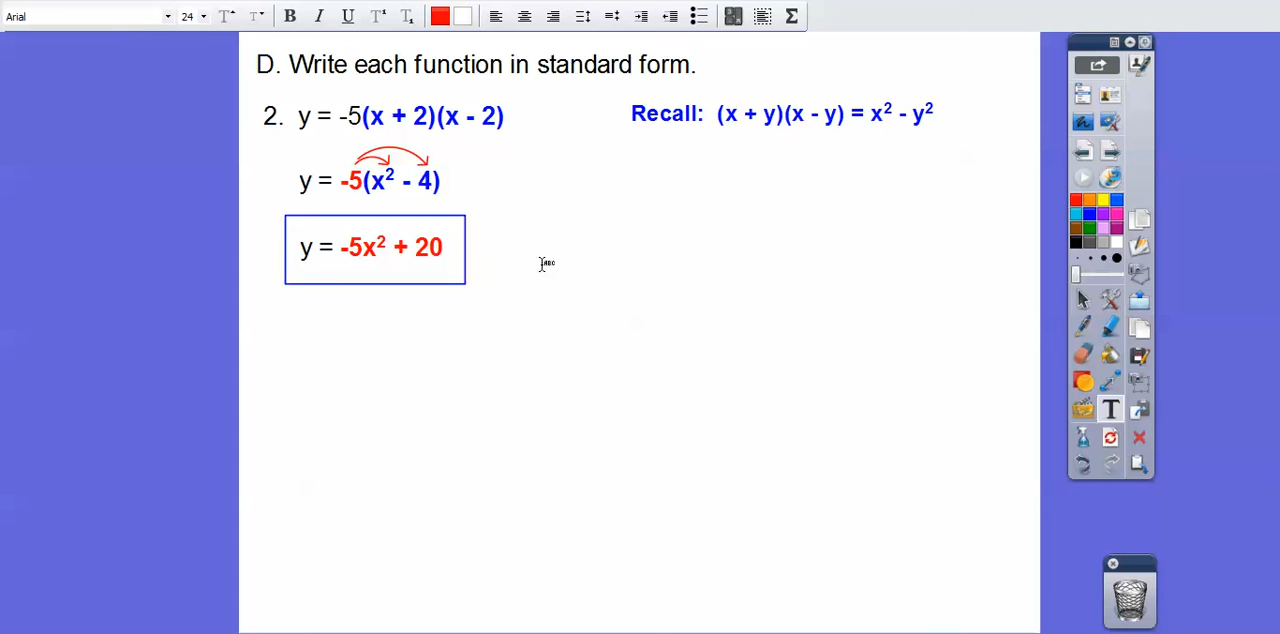 Arial 24 B I U
D. Write each function in standard form.
2. y = -5(x + 2)(x - 2) Recall: (x + y)(x - y) = x² - y²
y = -5(x² - 4)
y = -5x² + 20
ABC
T